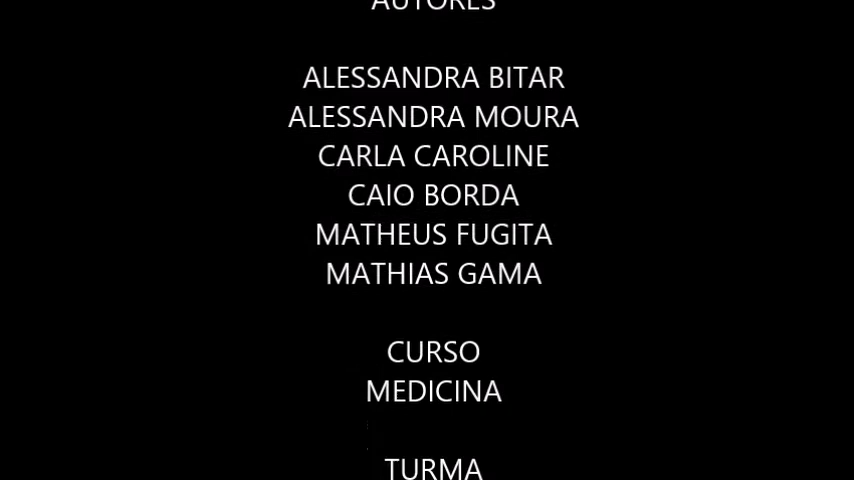 AUTORES
ALESSANDRA BITAR
ALESSANDRA MOURA
CARLA CAROLINE
CAIO BORDA
MATHEUS FUGITA
MATHIAS GAMA
CURSO
MEDICINA
TURMA